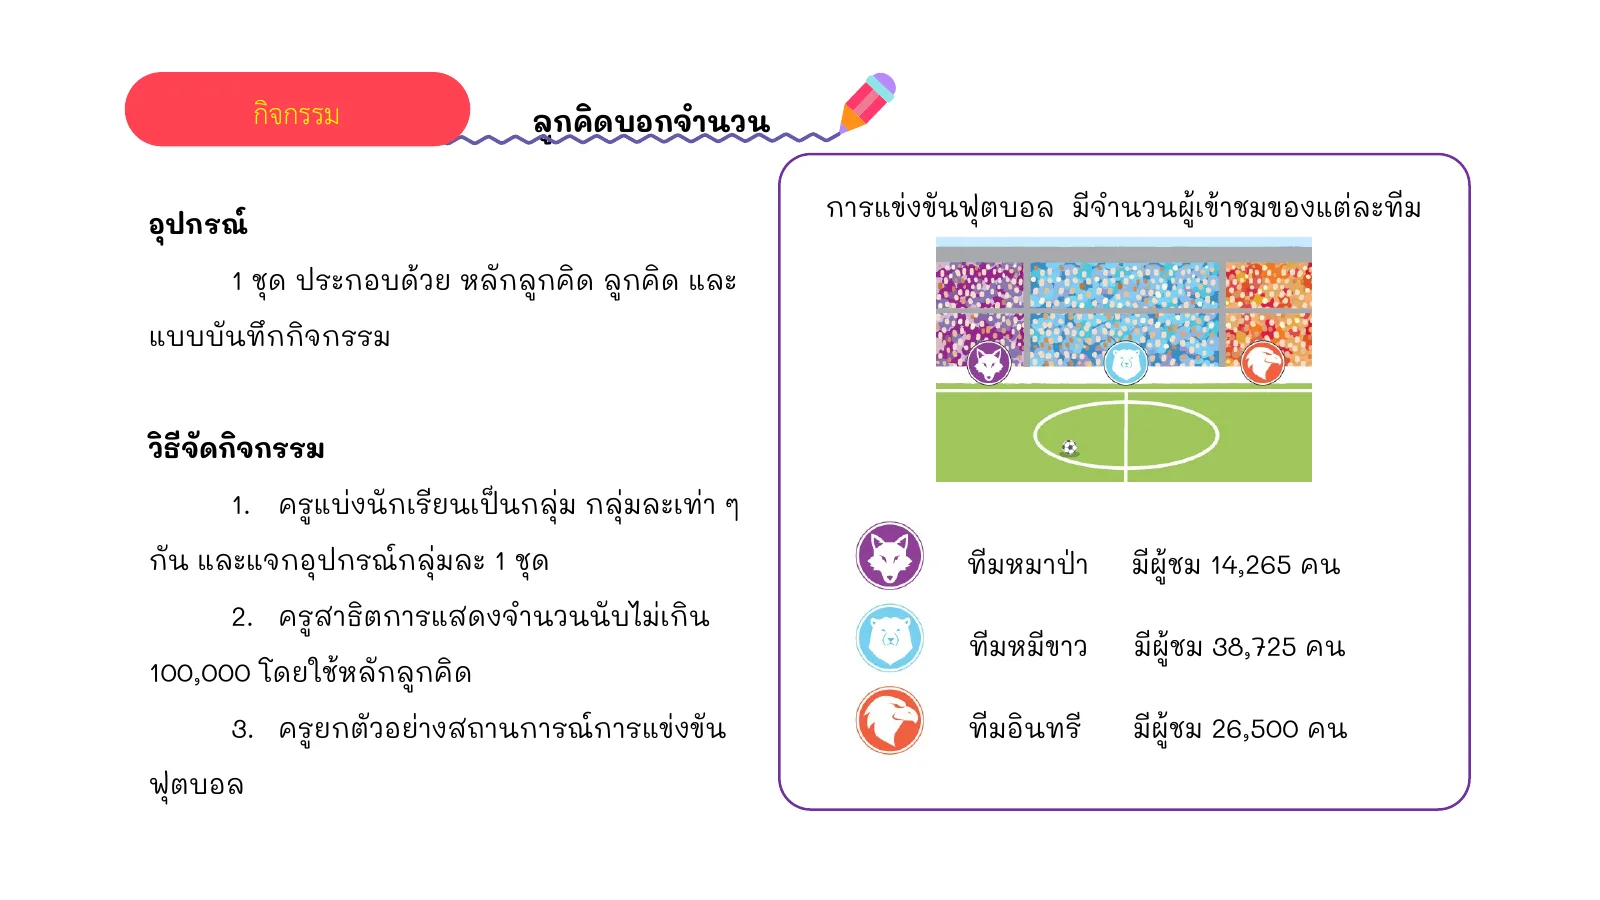 กิจกรรม
ลูกคิดบอกจำนวน
อุปกรณ์
1 ชุด ประกอบด้วย หลักลูกคิด ลูกคิด และ
แบบบันทึกกิจกรรม
วิธีจัดกิจกรรม
1. ครูแบ่งนักเรียนเป็นกลุ่ม กลุ่มละเท่า ๆ
กัน และแจกอุปกรณ์กลุ่มละ 1 ชุด
2. ครูสาธิตการแสดงจำนวนนับไม่เกิน
100,000 โดยใช้หลักลูกคิด
3. ครูยกตัวอย่างสถานการณ์การแข่งขัน
ฟุตบอล
การแข่งขันฟุตบอล มีจำนวนผู้เข้าชมของแต่ละทีม
ทีมหมาป่า มีผู้ชม 14,265 คน
ทีมหมีขาว มีผู้ชม 38,725 คน
ทีมอินทรี มีผู้ชม 26,500 คน